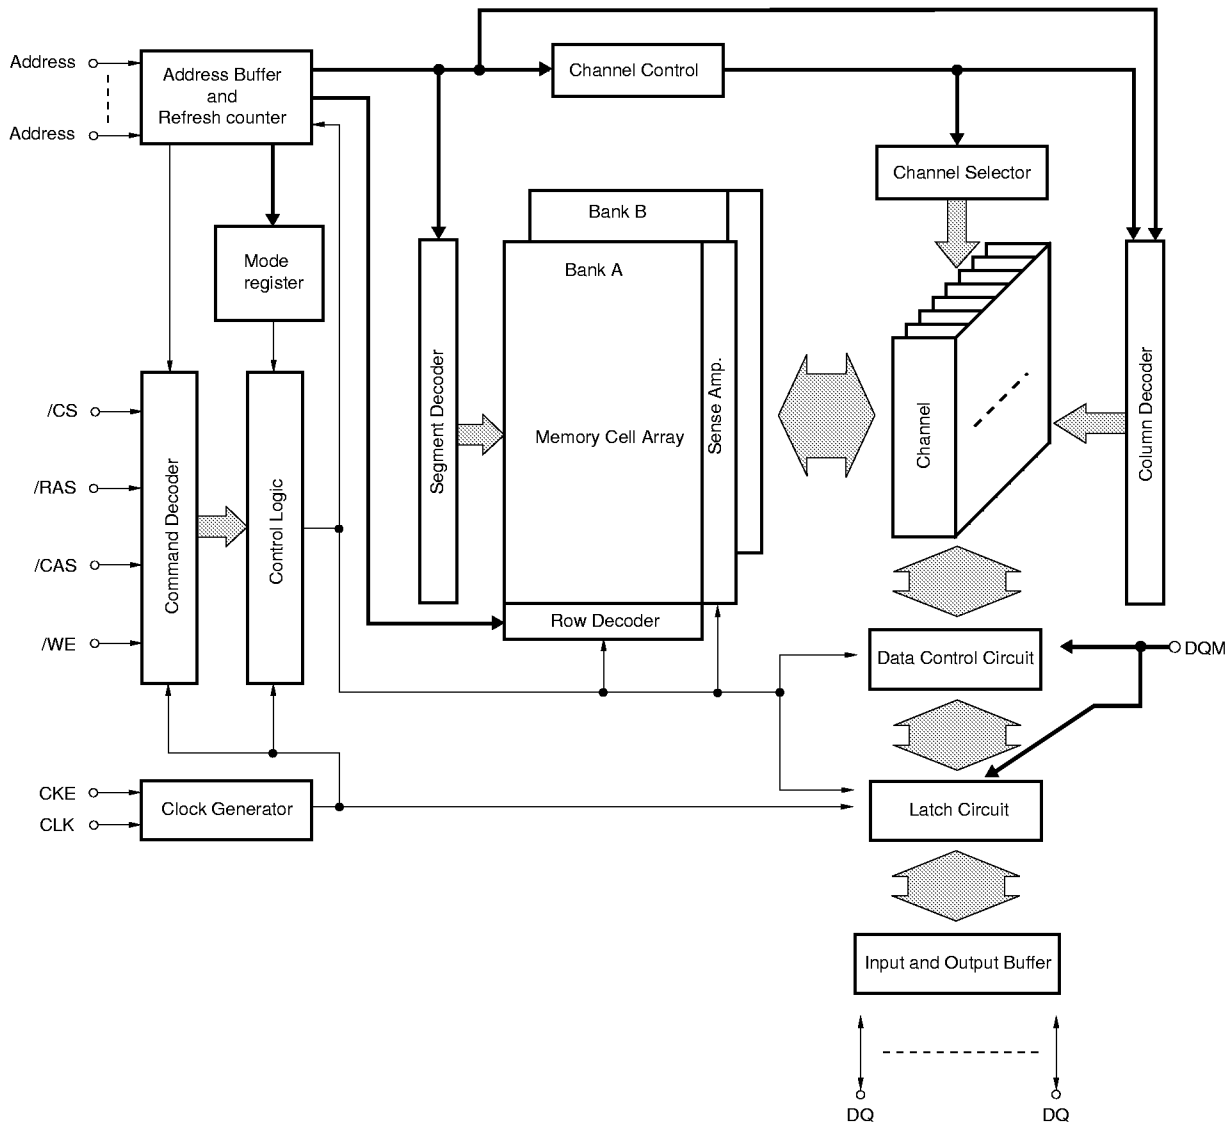 Address
Address Buffer
and
Refresh counter
Address
Channel Control
Channel Selector
Bank B
Bank A
Mode
register
Segment Decoder
Memory Cell Array
Sense Amp.
Channel
Column Decoder
/CS
/RAS
/CAS
/WE
Command Decoder
Control Logic
Row Decoder
Data Control Circuit
DQM
CKE
CLK
Clock Generator
Latch Circuit
Input and Output Buffer
DQ
DQ